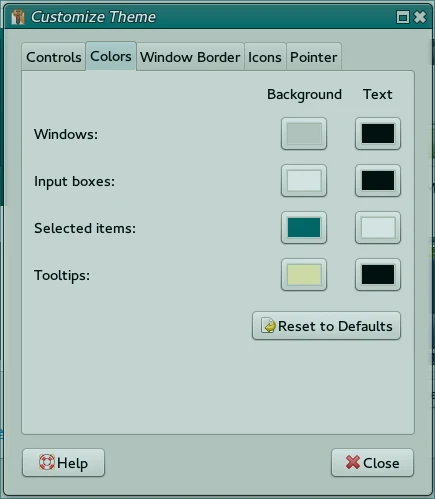 Customize Theme
Controls Colors Window Border Icons Pointer
Background Text
Windows:
Input boxes:
Selected items:
Tooltips:
Reset to Defaults
Help Close